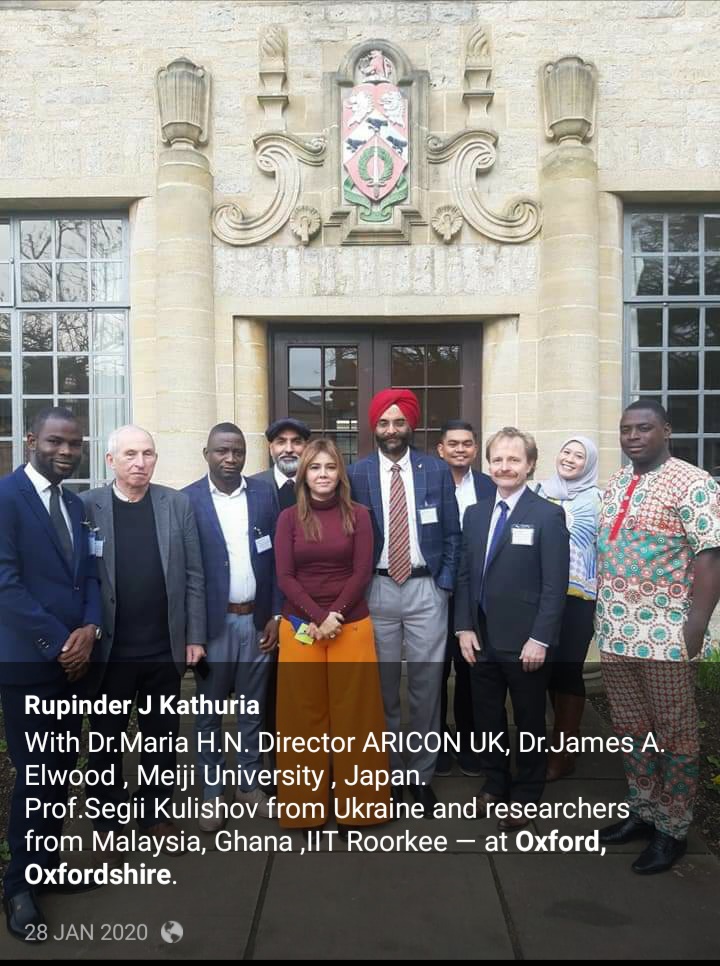 Rupinder J Kathuria
With Dr.Maria H.N. Director ARICON UK, Dr.James A.
Elwood , Meiji University , Japan.
Prof.Segii Kulishov from Ukraine and researchers
from Malaysia, Ghana ,IIT Roorkee — at Oxford,
Oxfordshire.
28 JAN 2020